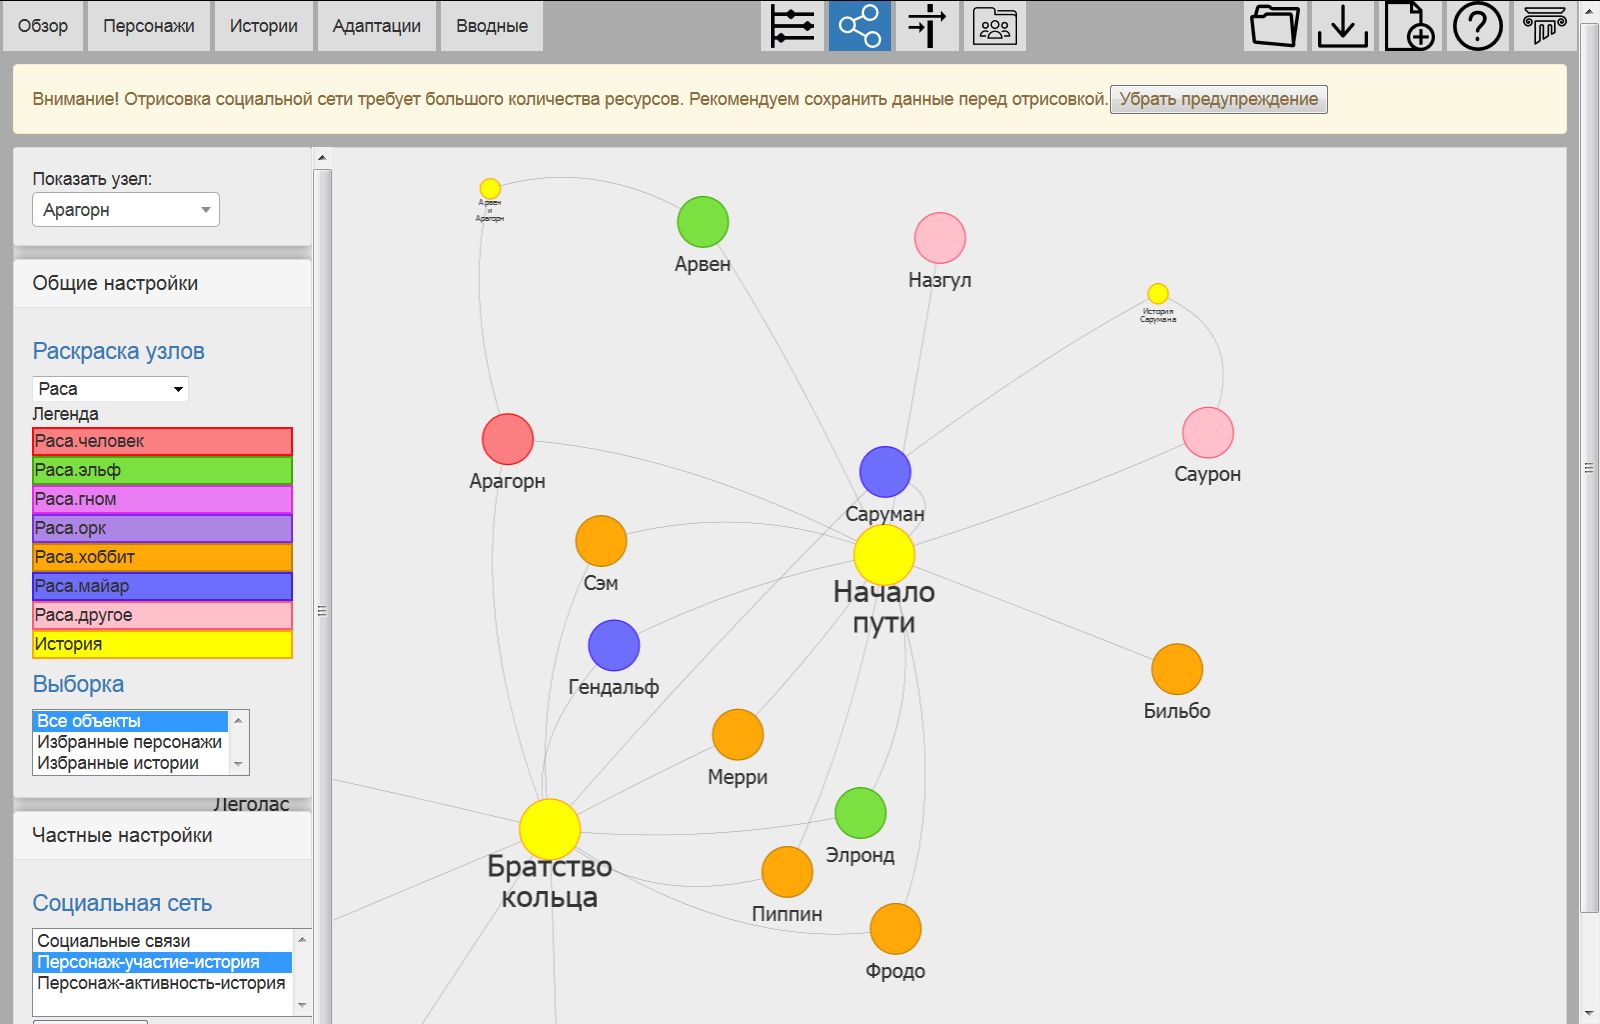 Обзор
Персонажи
Истории
Адаптации
Вводные
Внимание! Отрисовка социальной сети требует большого количества ресурсов. Рекомендуем сохранить данные перед отрисовкой.
Убрать предупреждение
Показать узел:
Арагорн
Общие настройки
Раскраска узлов
Раса
Легенда
Раса.человек
Раса.эльф
Раса.гном
Раса.орк
Раса.хоббит
Раса.майар
Раса.другое
История
Выборка
Все объекты
Избранные персонажи
Избранные истории
Леголас
Частные настройки
Социальная сеть
Социальные связи
Персонаж-участие-история
Персонаж-активность-история
Арвен
и
Арагорн
Арвен
Назгул
История
Сарумана
Арагорн
Саурон
Саруман
Сэм
Начало
пути
Гендальф
Бильбо
Мерри
Элронд
Братство
кольца
Пиппин
Фродо